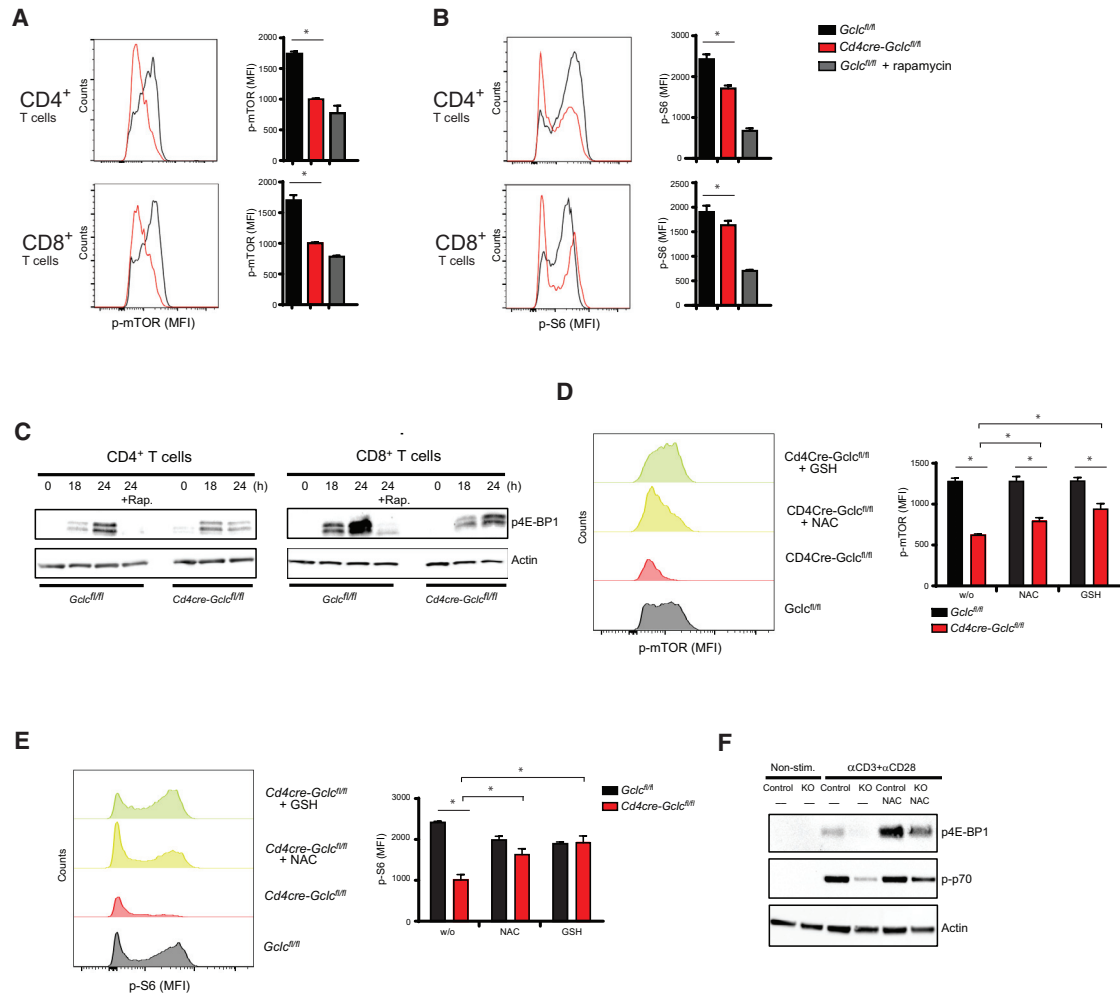 A
B
Gclc^fl/fl
Cd4cre-Gclc^fl/fl
Gclc^fl/fl + rapamycin
CD4+
T cells
Counts
p-mTOR (MFI)
2000
1500
1000
500
0
*
CD4+
T cells
Counts
p-S6 (MFI)
3000
2000
1000
0
*
CD8+
T cells
Counts
p-mTOR (MFI)
p-mTOR (MFI)
2000
1500
1000
500
0
*
CD8+
T cells
Counts
p-S6 (MFI)
p-S6 (MFI)
2500
2000
1500
1000
500
0
*
C
CD4+ T cells
CD8+ T cells
0 18 24 24 0 18 24 (h)
+Rap.
0 18 24 24 0 18 24 (h)
+Rap.
p4E-BP1
Actin
Gclc^fl/fl
Cd4cre-Gclc^fl/fl
Gclc^fl/fl
Cd4cre-Gclc^fl/fl
D
Counts
Cd4Cre-Gclc^fl/fl
+ GSH
CD4Cre-Gclc^fl/fl
+ NAC
CD4Cre-Gclc^fl/fl
Gclc^fl/fl
p-mTOR (MFI)
p-mTOR (MFI)
1500
1000
500
0
*
*
* * *
w/o NAC GSH
Gclc^fl/fl
Cd4cre-Gclc^fl/fl
E
Counts
Cd4cre-Gclc^fl/fl
+ GSH
Cd4cre-Gclc^fl/fl
+ NAC
Cd4cre-Gclc^fl/fl
Gclc^fl/fl
p-S6 (MFI)
p-S6 (MFI)
3000
2000
1000
0
*
*
*
w/o NAC GSH
Gclc^fl/fl
Cd4cre-Gclc^fl/fl
F
Non-stim. αCD3+αCD28
Control KO Control KO Control KO
— — — — NAC NAC
p4E-BP1
p-p70
Actin